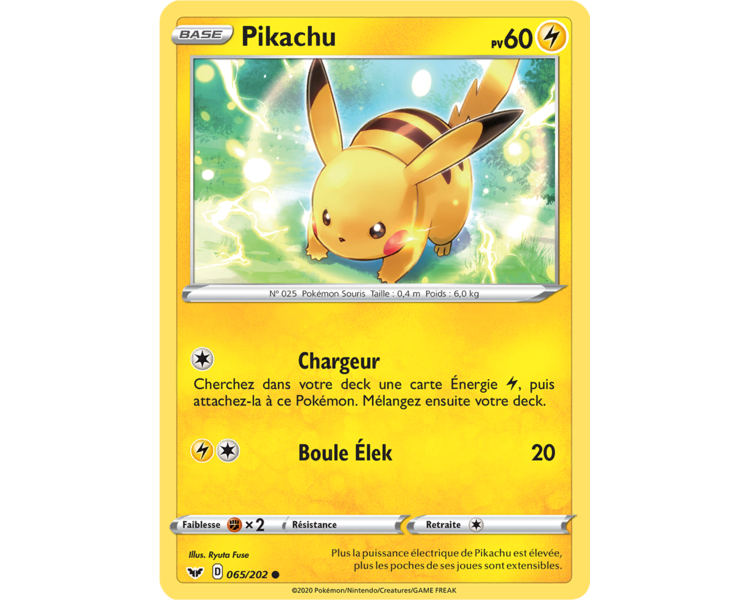 BASE Pikachu PV60
N° 025 Pokémon Souris Taille : 0,4 m Poids : 6,0 kg
Chargeur
Cherchez dans votre deck une carte Énergie , puis
attachez-la à ce Pokémon. Mélangez ensuite votre deck.
Boule Élek 20
Faiblesse ×2 Résistance Retraite
Illus. Ryuta Fuse
Plus la puissance électrique de Pikachu est élevée,
plus les poches de ses joues sont extensibles.
D 065/202
©2020 Pokémon/Nintendo/Creatures/GAME FREAK